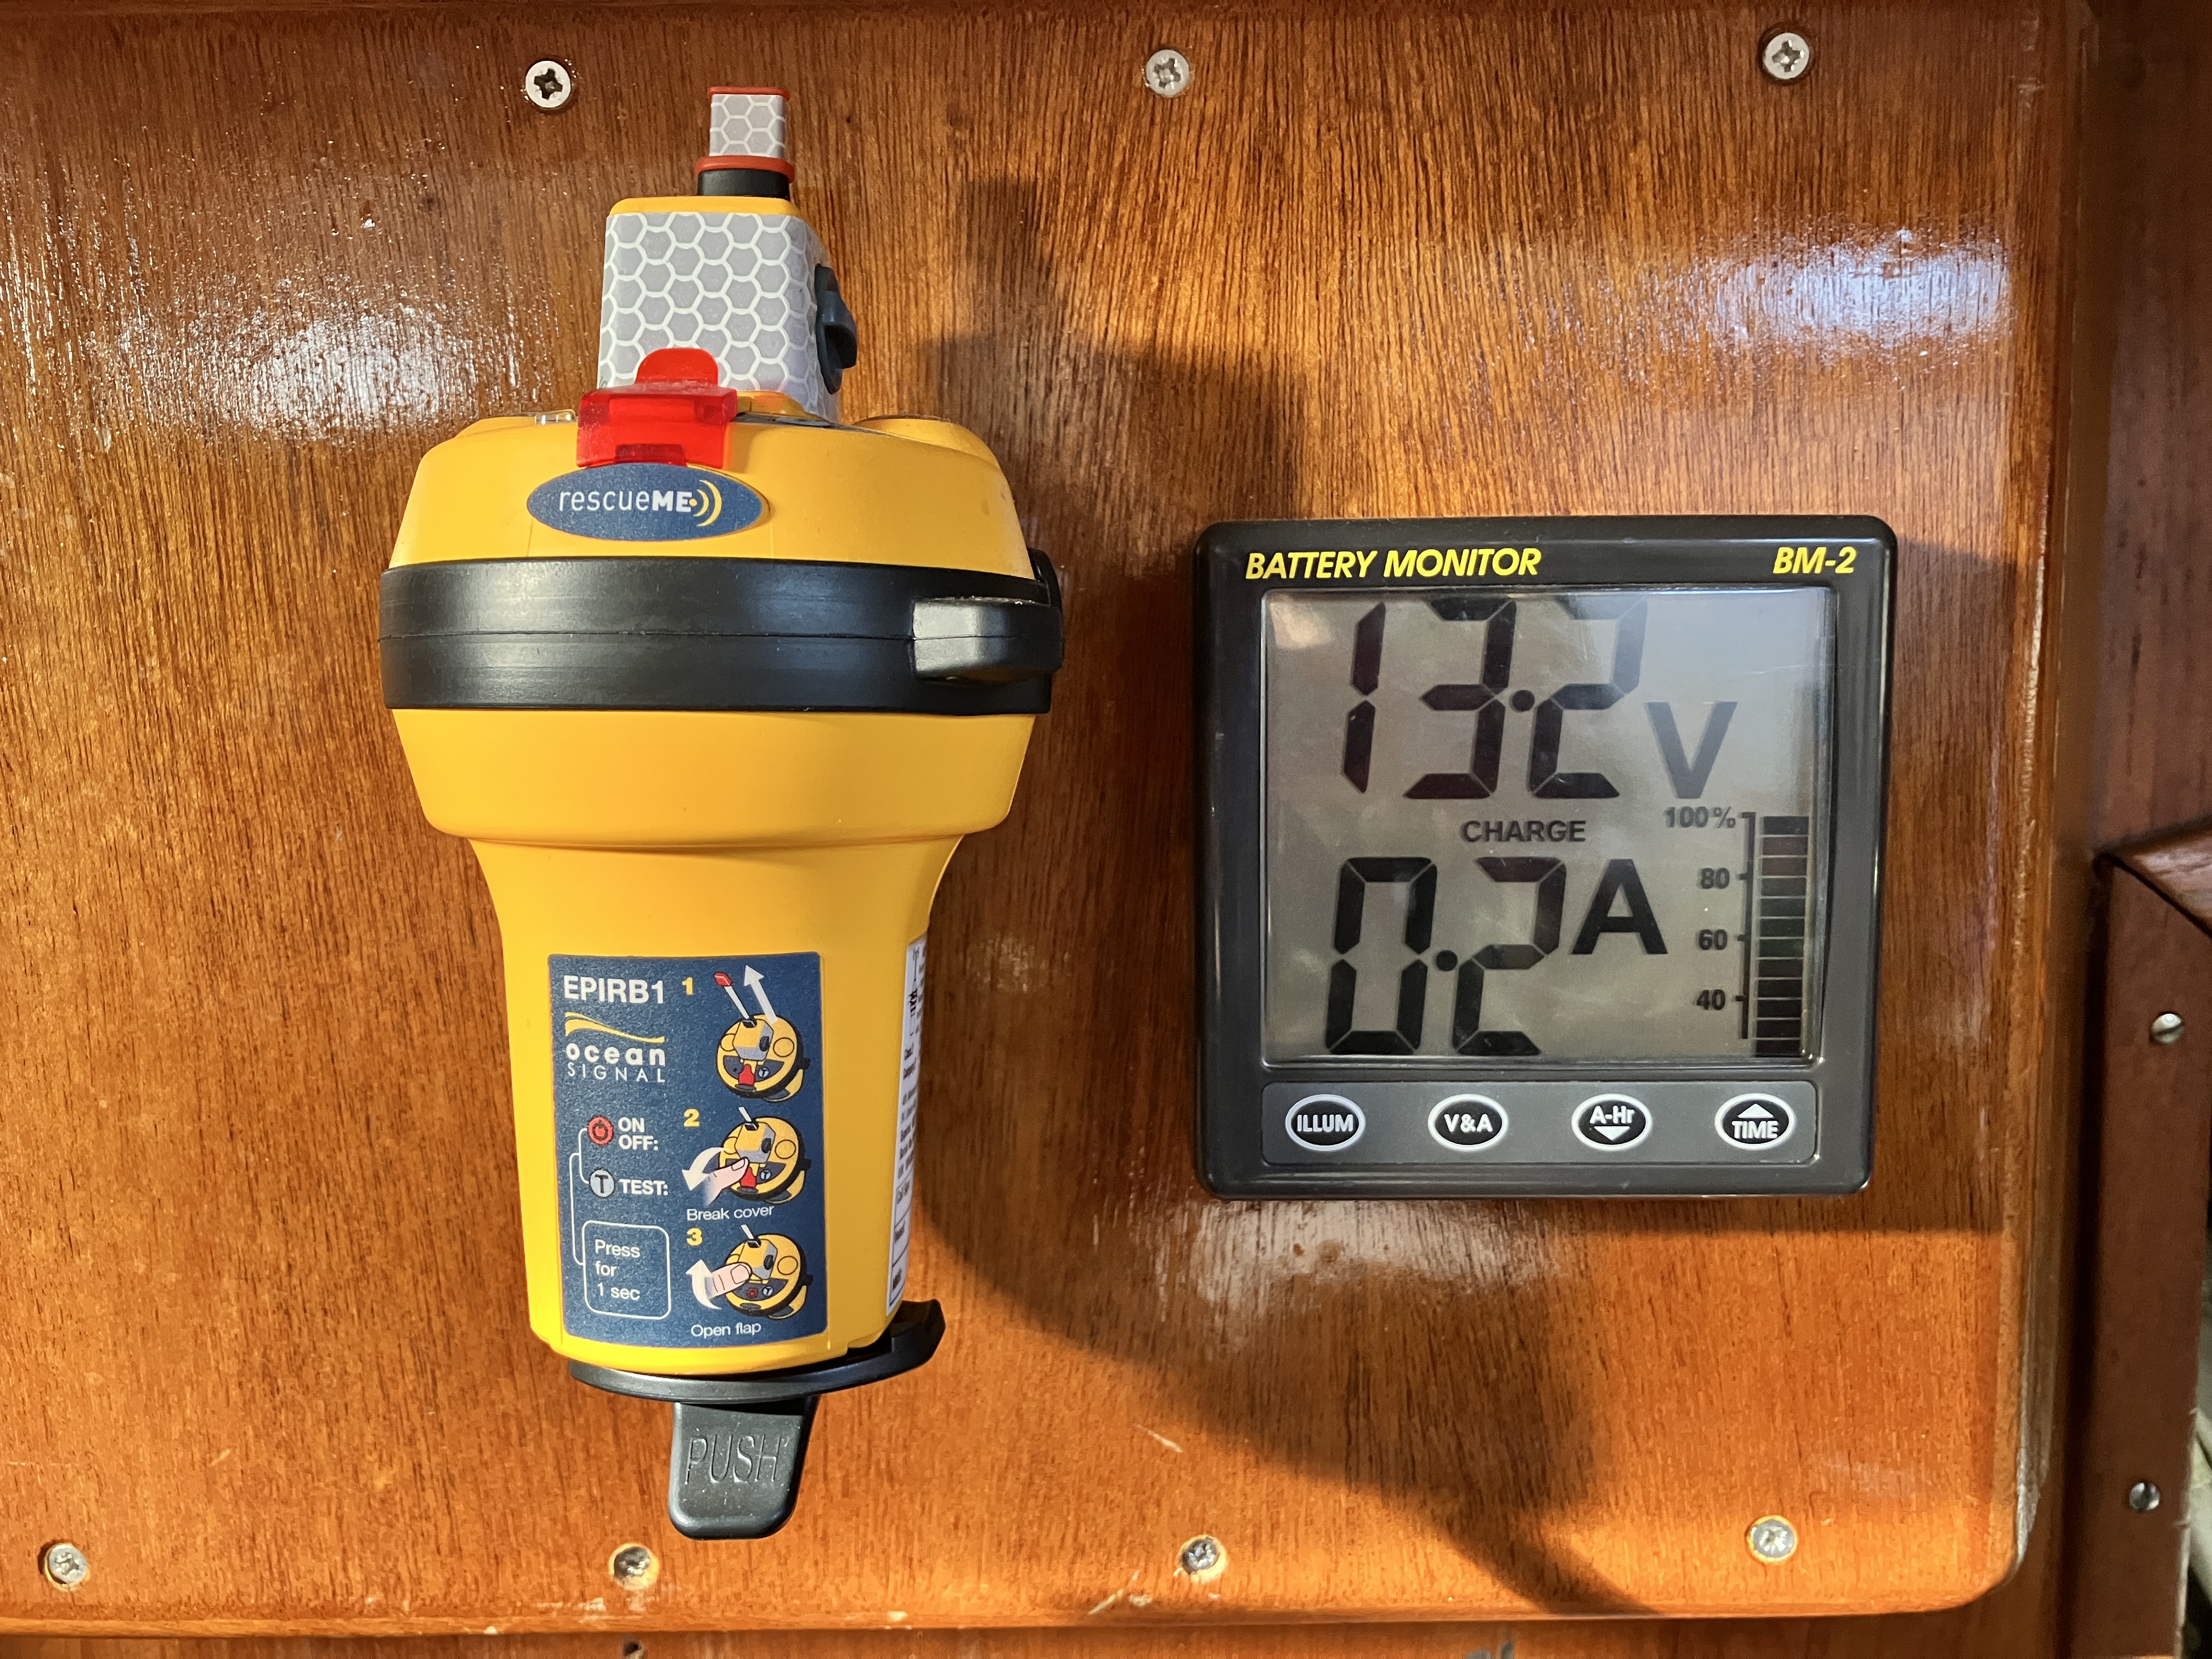 rescueME
EPIRB1
ocean
SIGNAL
1
ON
OFF:
2
T
TEST:
Break cover
3
Press
for
1 sec
Open flap
PUSH
BATTERY MONITOR
BM-2
13.2 V
CHARGE
0.2 A
100%
80
60
40
ILLUM
V&A
A-Hr
TIME